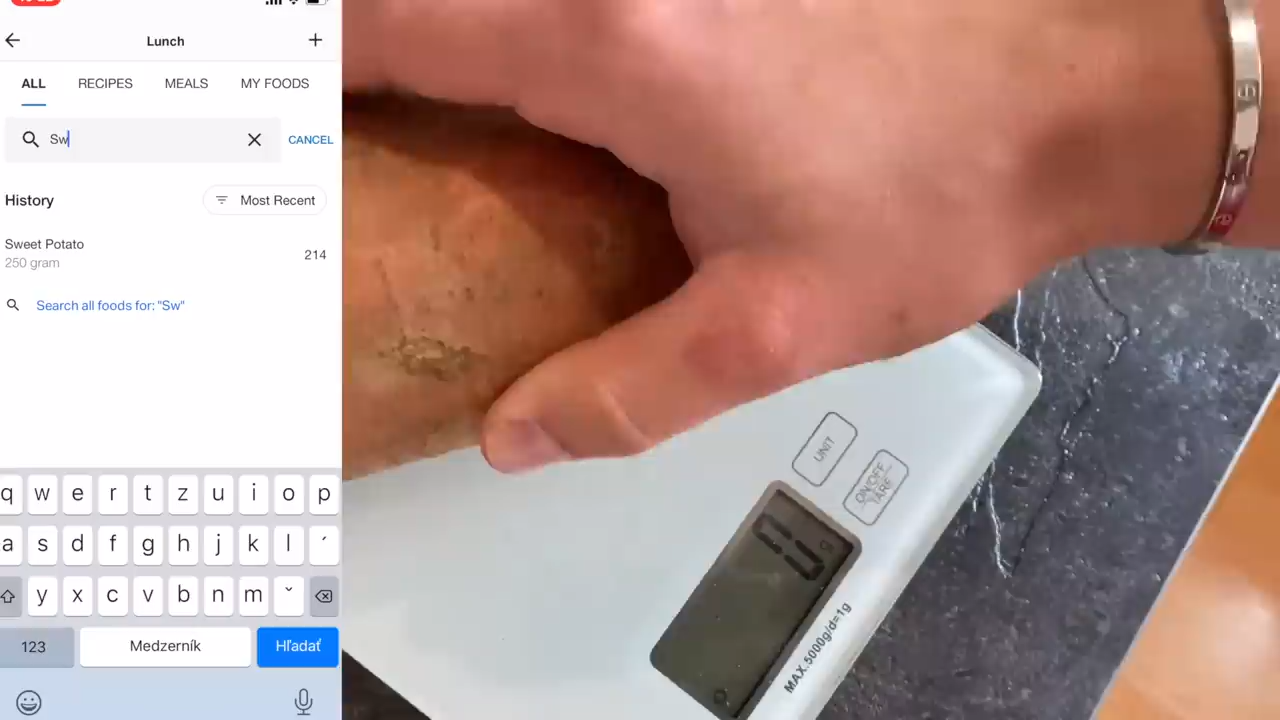 Lunch
ALL RECIPES MEALS MY FOODS
Sw CANCEL
History Most Recent
Sweet Potato
250 gram 214
Search all foods for: "Sw"
q w e r t z u i o p
a s d f g h j k l ´
y x c v b n m ˇ
123 Medzerník Hľadať
UNIT
ON/OFF
TARE
0 g
MAX.5000g/d=1g